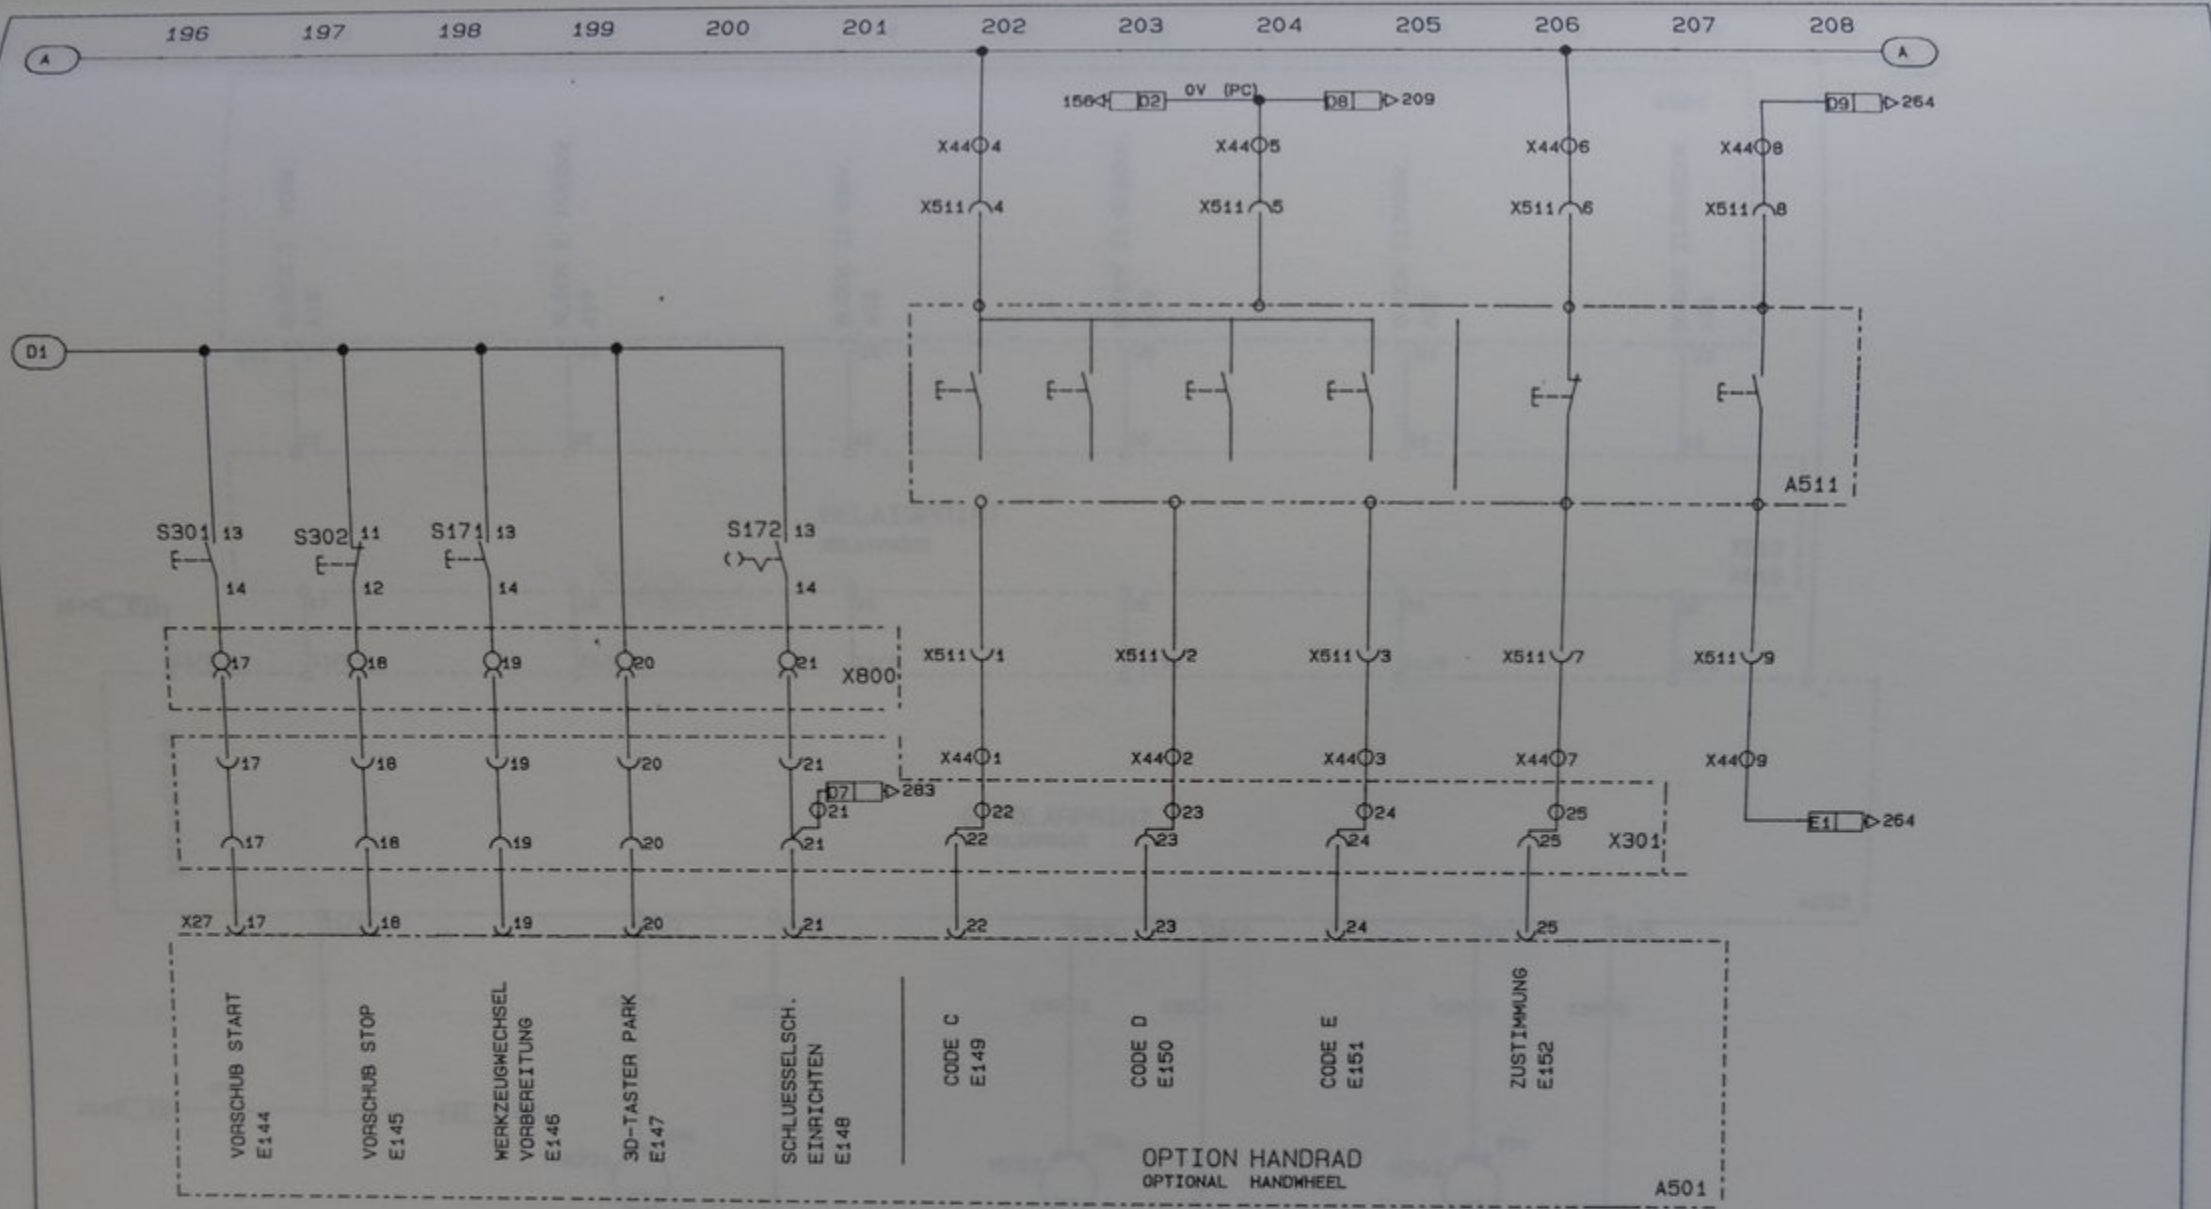 196 197 198 199 200 201 202 203 204 205 206 207 208
A A
156 D2 0V (PC) D8 209 D9 264
X44 4 X44 5 X44 6 X44 8
X511 4 X511 5 X511 6 X511 8
D1
A511
S301 13 S302 11 S171 13 S172 13
14 12 14 14
17 18 19 20 21 X800
X511 1 X511 2 X511 3 X511 7 X511 9
X44 1 X44 2 X44 3 X44 7 X44 9
17 18 19 20 21
D7 283
21 22 23 24 25
E1 264
17 18 19 20 21 22 23 24 25 X301
X27 17 18 19 20 21 22 23 24 25
VORSCHUB START
E144
VORSCHUB STOP
E145
WERKZEUGWECHSEL
VORBEREITUNG
E146
3D-TASTER PARK
E147
SCHLUESSELSCH.
EINRICHTEN
E148
CODE C
E149
CODE D
E150
CODE E
E151
ZUSTIMMUNG
E152
OPTION HANDRAD
OPTIONAL HANDWHEEL
A501